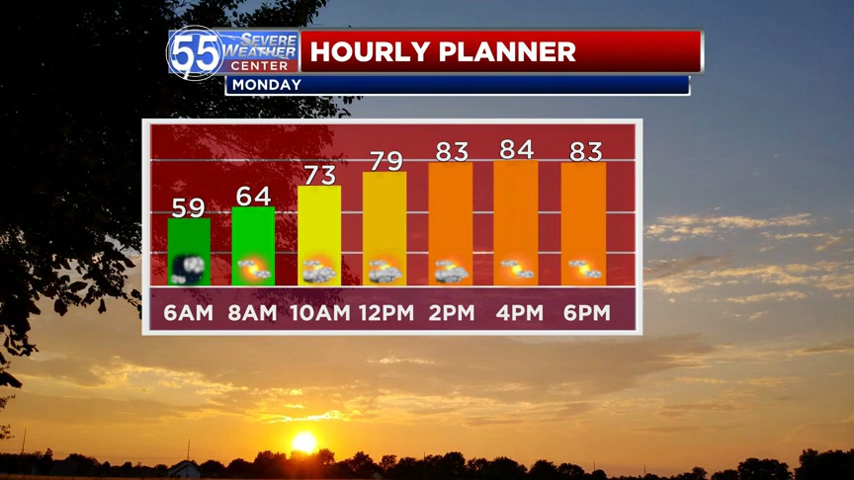 55 SEVERE WEATHER CENTER
HOURLY PLANNER
MONDAY
59 64 73 79 83 84 83
6AM 8AM 10AM 12PM 2PM 4PM 6PM